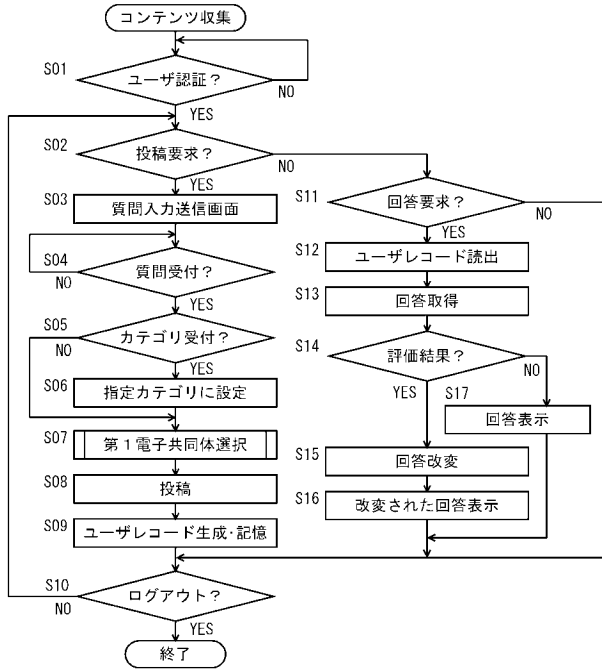 コンテンツ収集
S01
ユーザ認証?
NO
YES
S02
投稿要求?
NO
YES
S03
質問入力送信画面
S04
質問受付?
NO
YES
S05
カテゴリ受付?
NO
YES
S06
指定カテゴリに設定
S07
第1電子共同体選択
S08
投稿
S09
ユーザレコード生成・記憶
S10
ログアウト?
NO
YES
終了
S11
回答要求?
NO
YES
S12
ユーザレコード読出
S13
回答取得
S14
評価結果?
NO
YES
S17
回答表示
S15
回答改変
S16
改変された回答表示